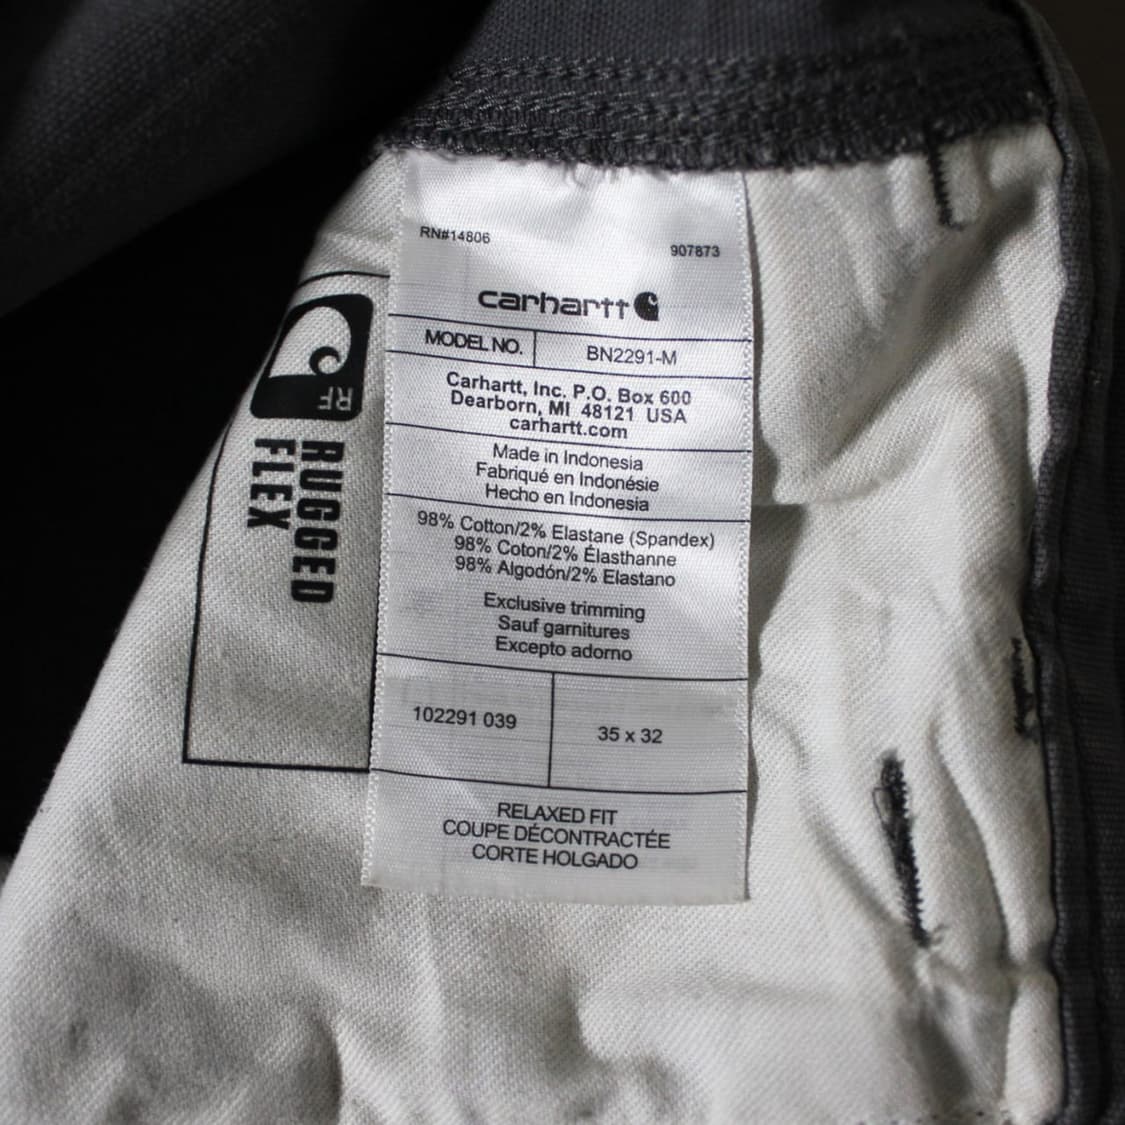 RN#14806
907873
carhartt
MODEL NO.
BN2291-M
Carhartt, Inc. P.O. Box 600
Dearborn, MI 48121 USA
carhartt.com
Made in Indonesia
Fabriqué en Indonésie
Hecho en Indonesia
98% Cotton/2% Elastane (Spandex)
98% Coton/2% Élasthanne
98% Algodón/2% Elastano
Exclusive trimming
Sauf garnitures
Excepto adorno
102291 039
35 x 32
RELAXED FIT
COUPE DÉCONTRACTÉE
CORTE HOLGADO
RF
RUGGED
FLEX